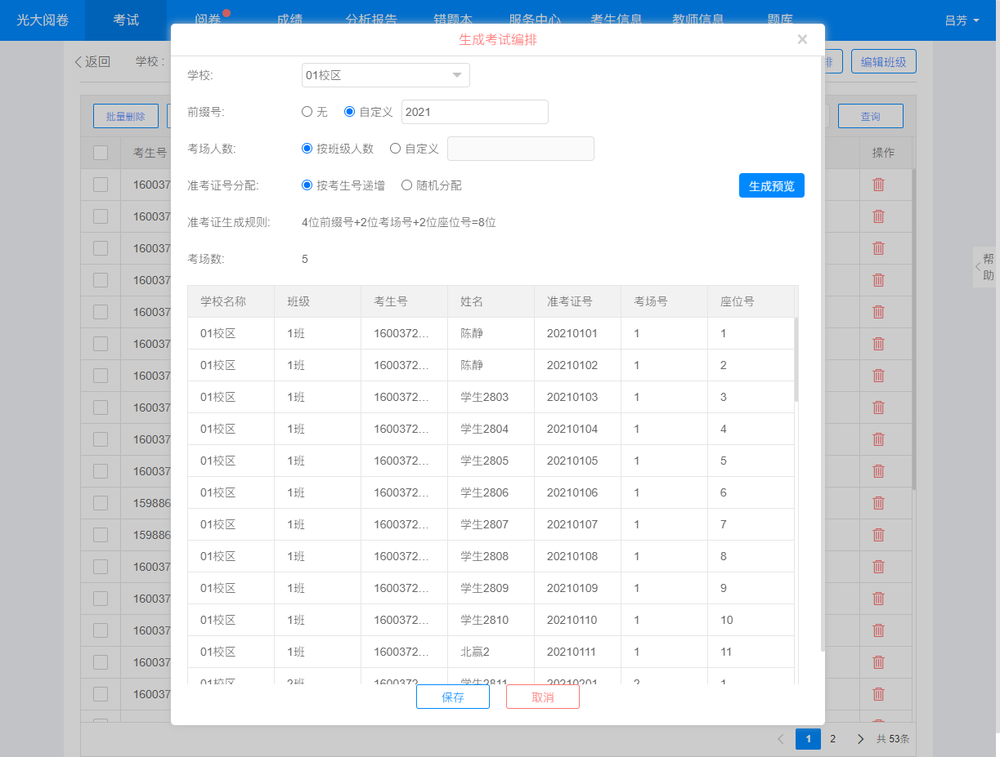 光大阅卷 考试 阅卷 成绩 分析报告 错题本 服务中心 考生信息 教师信息 题库 吕芳
生成考试编排
返回 学校： 排 编辑班级
学校: 01校区
前缀号: 无 自定义 2021
批量删除 查询
考场人数: 按班级人数 自定义
考生号 操作
准考证号分配: 按考生号递增 随机分配 生成预览
准考证生成规则: 4位前缀号+2位考场号+2位座位号=8位
考场数: 5
学校名称 班级 考生号 姓名 准考证号 考场号 座位号
01校区 1班 1600372... 陈静 20210101 1 1
01校区 1班 1600372... 陈静 20210102 1 2
01校区 1班 1600372... 学生2803 20210103 1 3
01校区 1班 1600372... 学生2804 20210104 1 4
01校区 1班 1600372... 学生2805 20210105 1 5
01校区 1班 1600372... 学生2806 20210106 1 6
01校区 1班 1600372... 学生2807 20210107 1 7
01校区 1班 1600372... 学生2808 20210108 1 8
01校区 1班 1600372... 学生2809 20210109 1 9
01校区 1班 1600372... 学生2810 20210110 1 10
01校区 1班 1600372... 北赢2 20210111 1 11
01校区 2班 1600372... 学生2811 20210201 2 1
保存 取消
160037
160037
160037
160037
160037
160037
160037
160037
160037
160037
159886
159886
160037
160037
160037
160037
160037
帮
助
1 2 共 53条